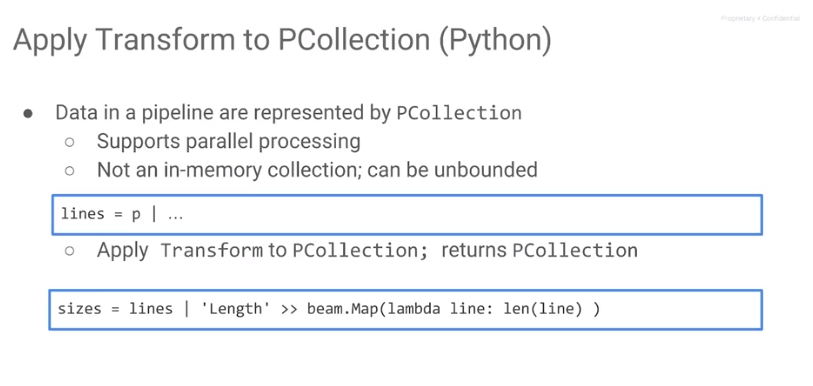 Proprietary + Confidential
Apply Transform to PCollection (Python)
● Data in a pipeline are represented by PCollection
○ Supports parallel processing
○ Not an in-memory collection; can be unbounded
lines = p | …
○ Apply Transform to PCollection; returns PCollection
sizes = lines | 'Length' >> beam.Map(lambda line: len(line) )